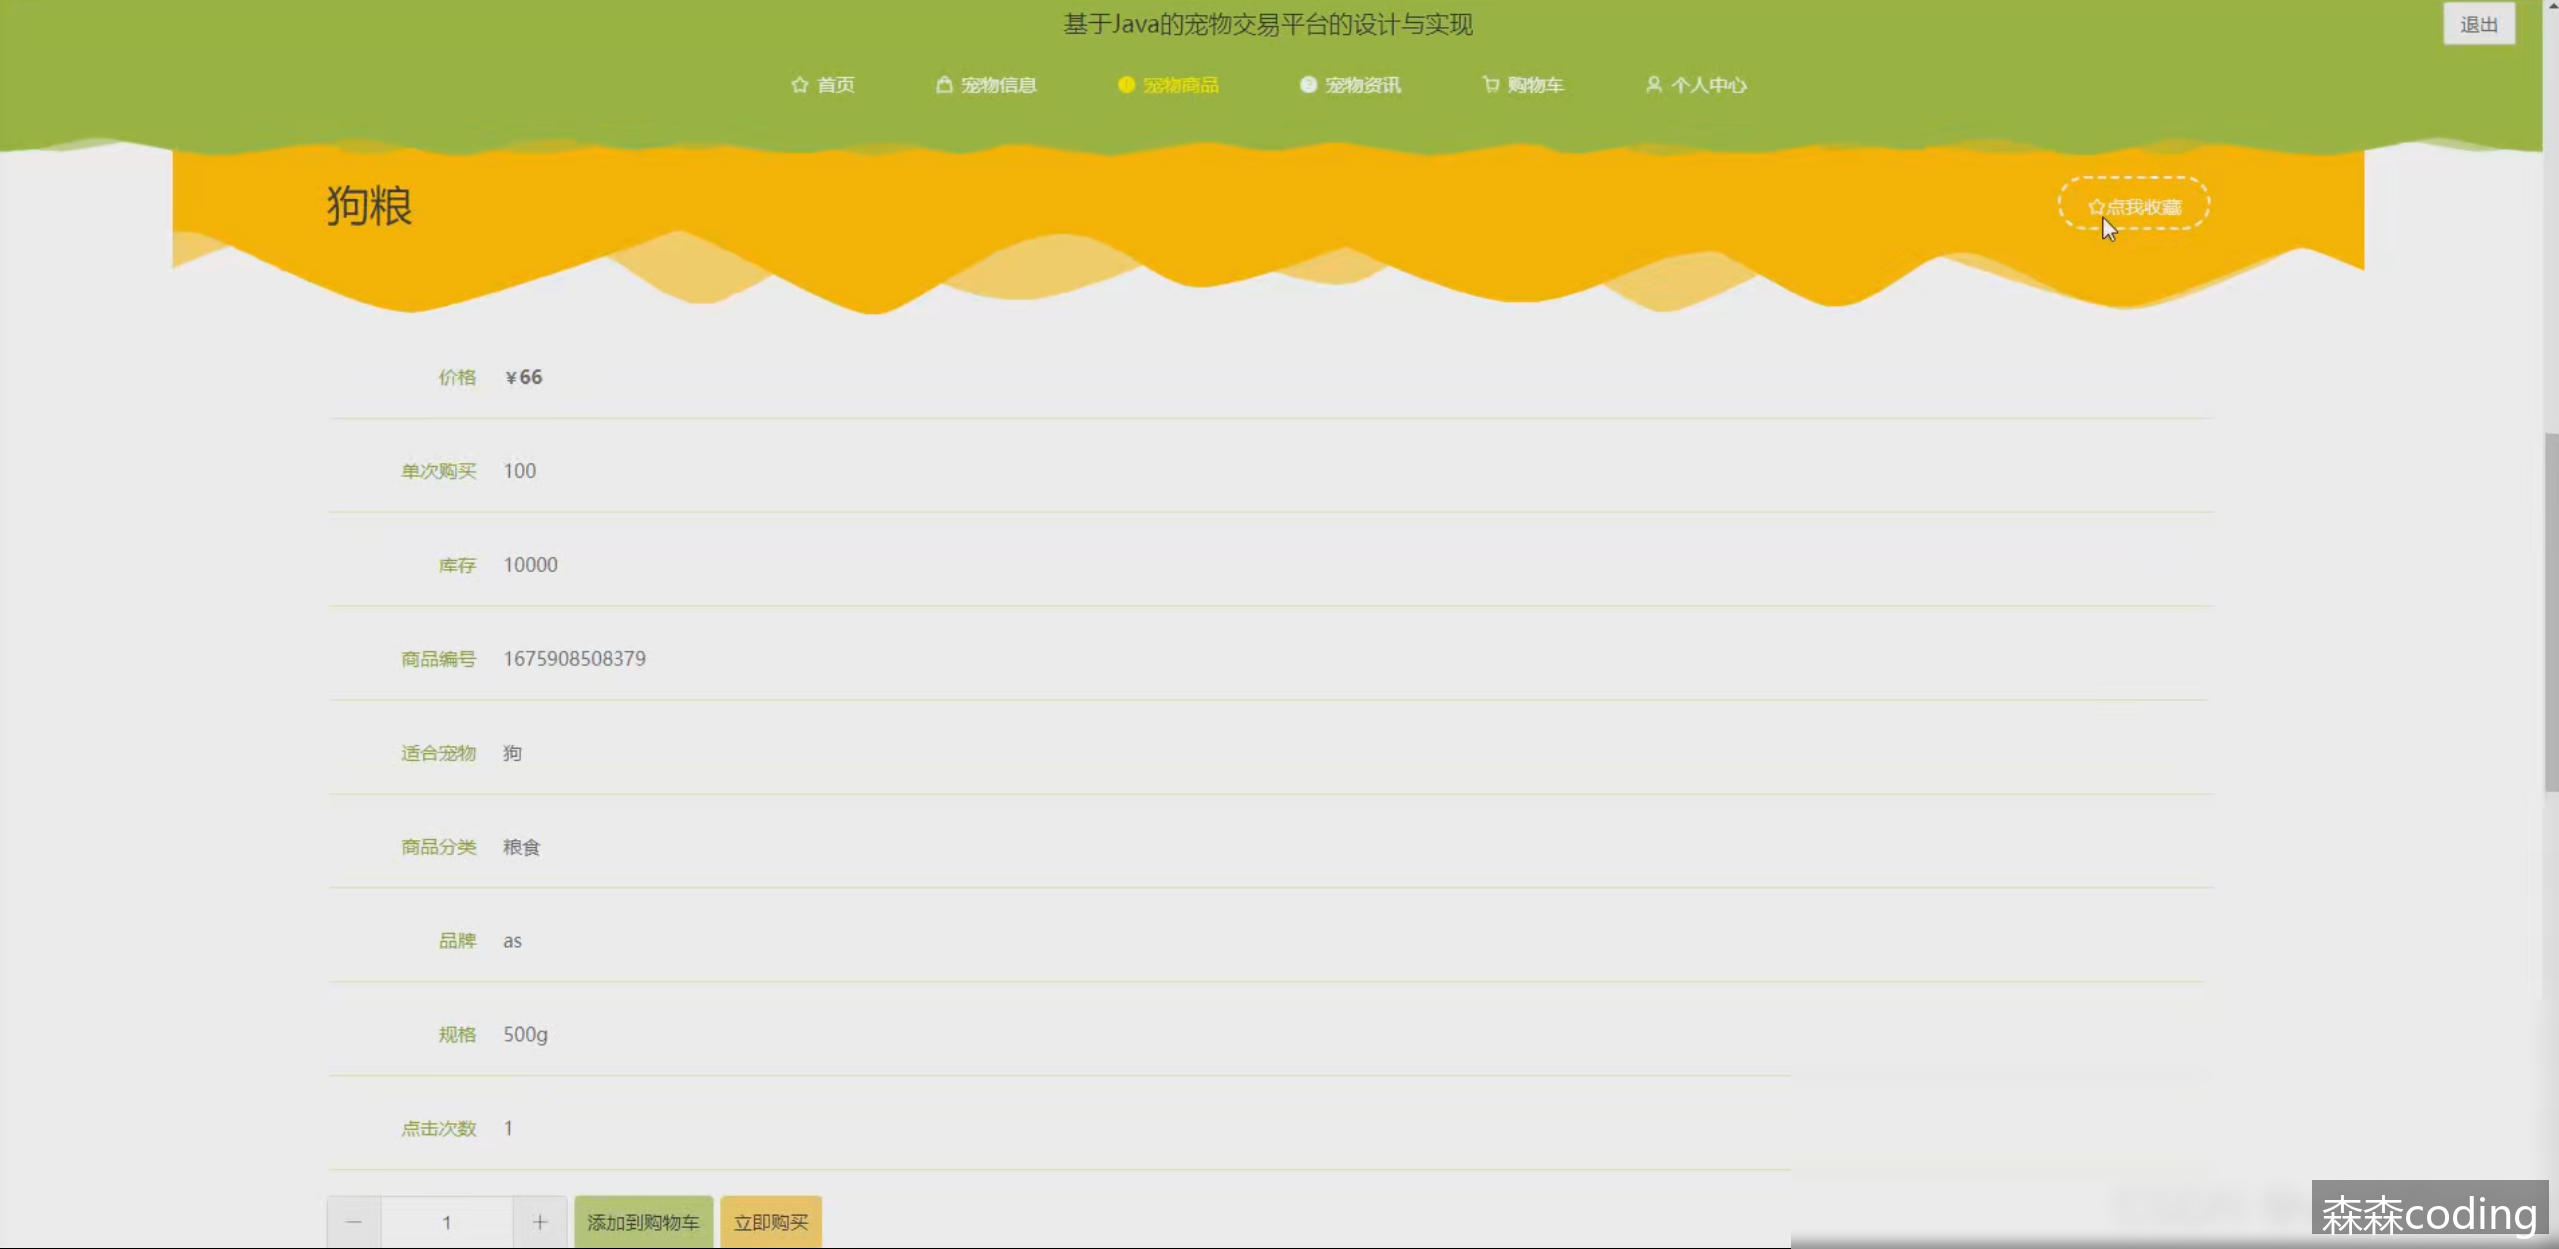 基于Java的宠物交易平台的设计与实现
退出
首页 宠物信息 宠物商品 宠物资讯 购物车 个人中心
狗粮
点我收藏
价格 ¥66
单次购买 100
库存 10000
商品编号 1675908508379
适合宠物 狗
商品分类 粮食
品牌 as
规格 500g
点击次数 1
— 1 + 添加到购物车 立即购买
森森coding